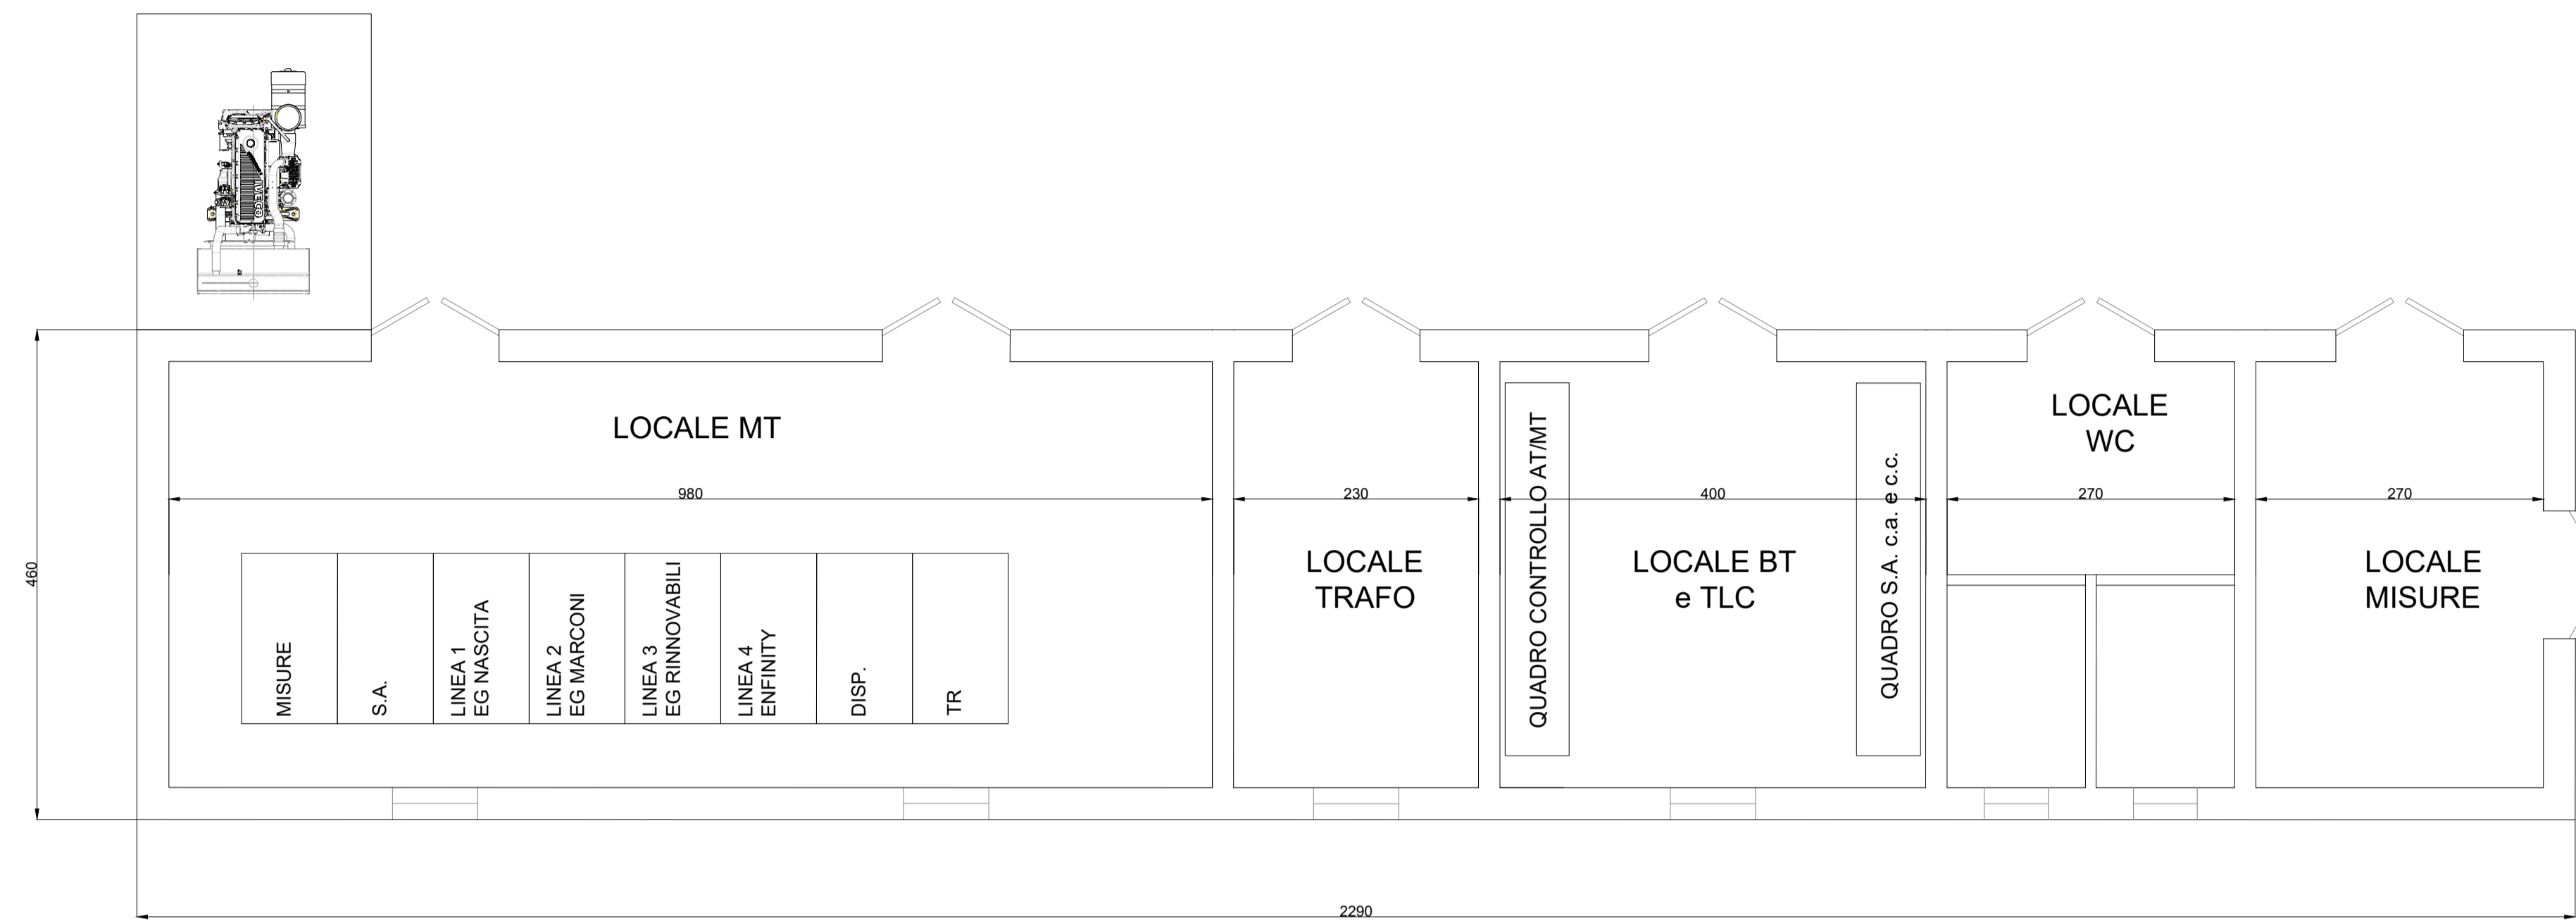 IVECO
LOCALE MT
980
MISURE
S.A.
LINEA 1
EG NASCITA
LINEA 2
EG MARCONI
LINEA 3
EG RINNOVABILI
LINEA 4
ENFINITY
DISP.
TR
230
LOCALE
TRAFO
QUADRO CONTROLLO AT/MT
400
LOCALE BT
e TLC
QUADRO S.A. c.a. e c.c.
LOCALE
WC
270
270
LOCALE
MISURE
460
2290